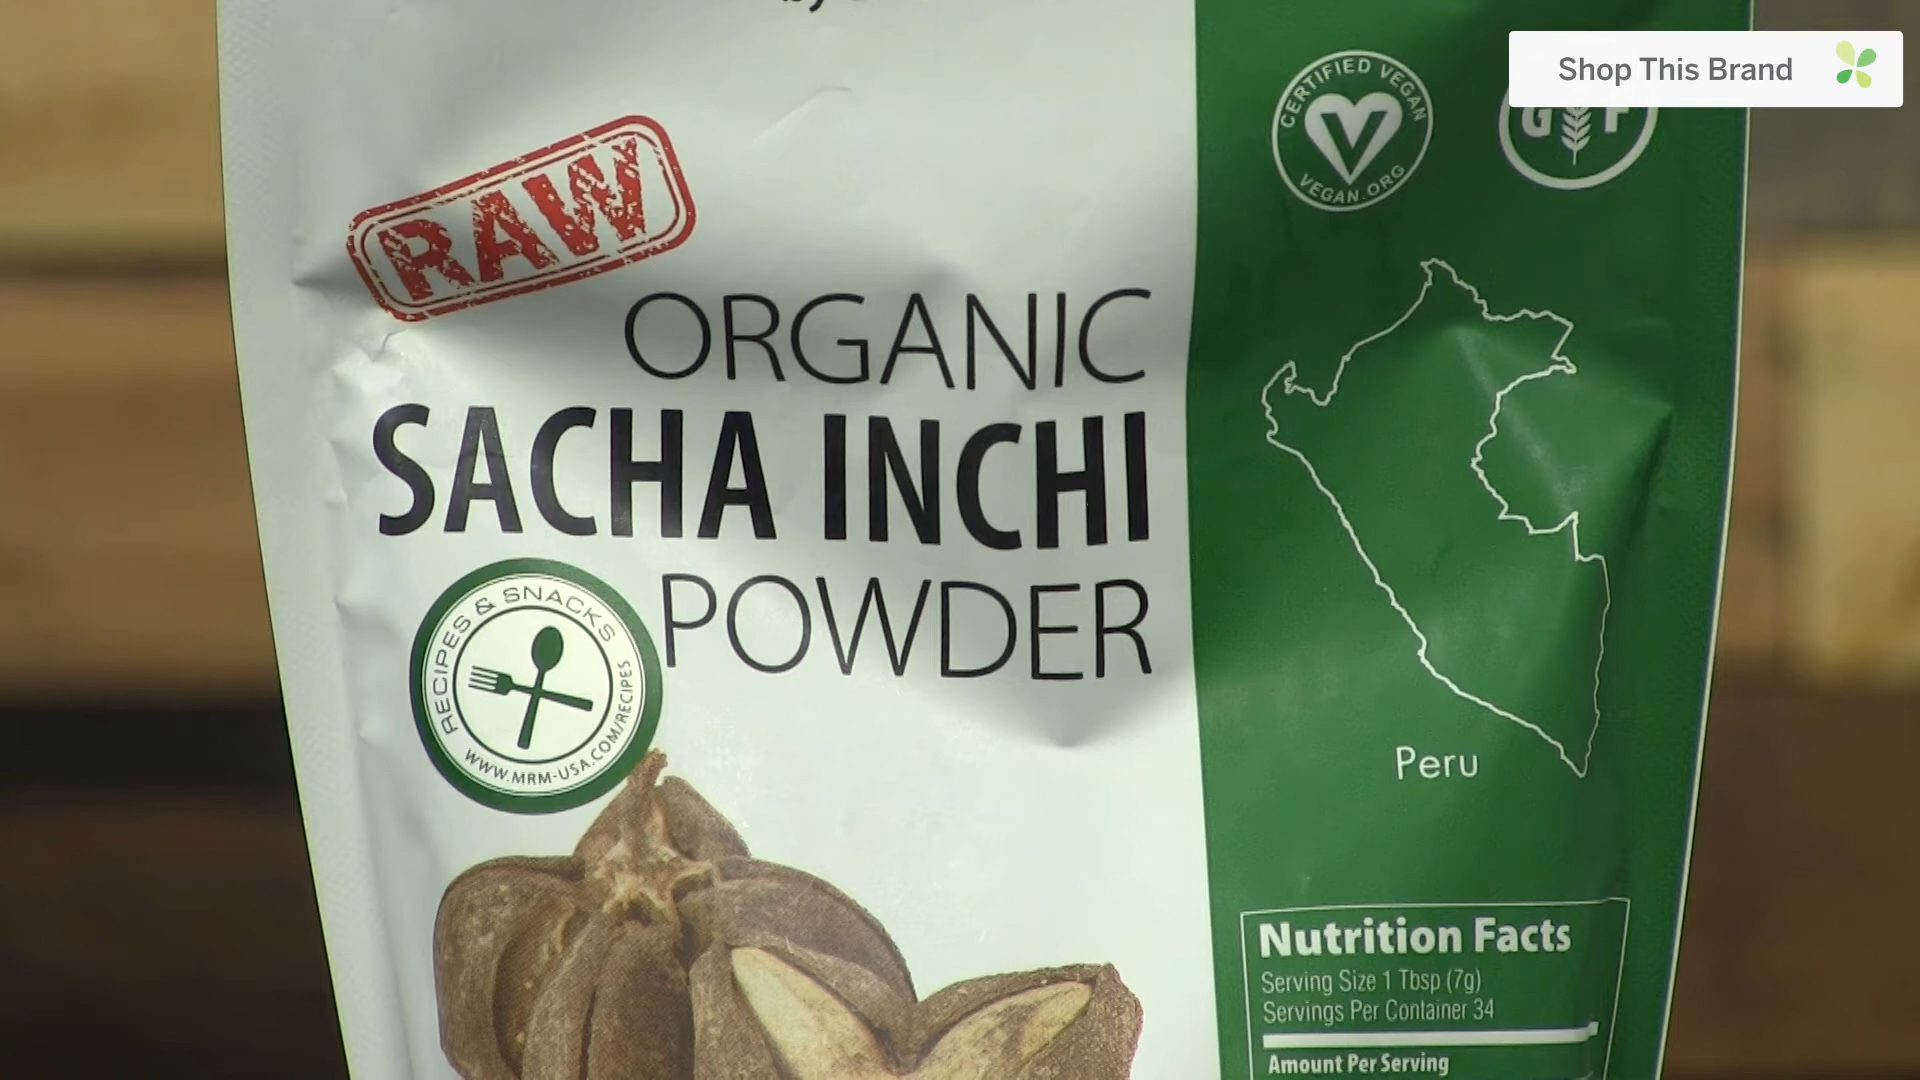 Shop This Brand
CERTIFIED VEGAN
VEGAN.ORG
G F
RAW
ORGANIC
SACHA INCHI
POWDER
RECIPES & SNACKS
WWW.MRM-USA.COM/RECIPES
Peru
Nutrition Facts
Serving Size 1 Tbsp (7g)
Servings Per Container 34
Amount Per Serving